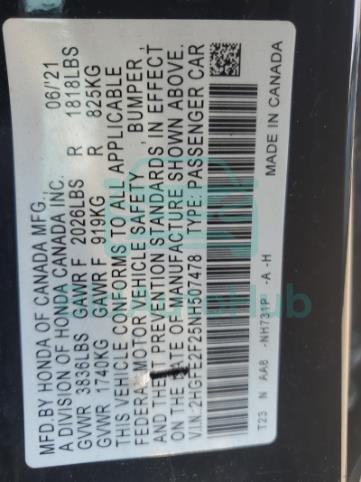 MFD.BY HONDA OF CANADA MFG., 06/21
A DIVISION OF HONDA CANADA INC.
GVWR 3836LBS GAWR F 2026LBS R 1818LBS
GVWR 1740KG GAWR F 919KG R 825KG
THIS VEHICLE CONFORMS TO ALL APPLICABLE
FEDERAL MOTOR VEHICLE SAFETY, BUMPER,
AND THEFT PREVENTION STANDARDS IN EFFECT
ON THE DATE OF MANUFACTURE SHOWN ABOVE.
V.I.N:2HGFE2F25NH507478 TYPE:PASSENGER CAR
T23 N AA8 -NH731P -A -H MADE IN CANADA
AutoHub